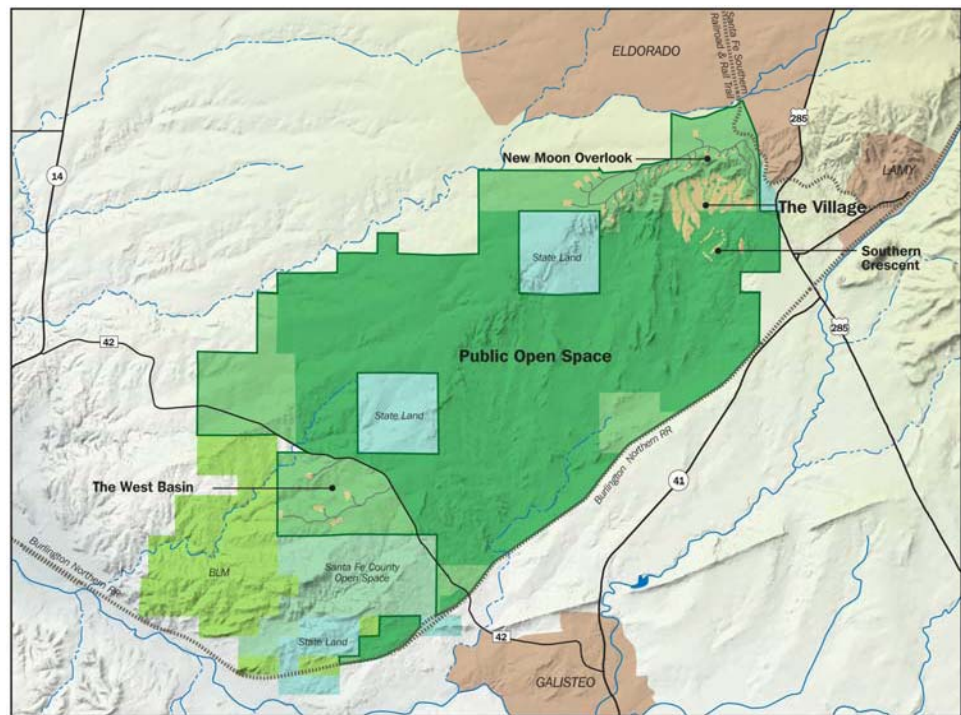 ELDORADO
Santa Fe Southern
Railroad & Rail Trail
285
New Moon Overlook
LAMY
14
The Village
State Land
Southern
Crescent
42
285
Public Open Space
State Land
Burlington Northern RR
41
The West Basin
Burlington Northern RR
BLM
Santa Fe County
Open Space
State Land
42
GALISTEO